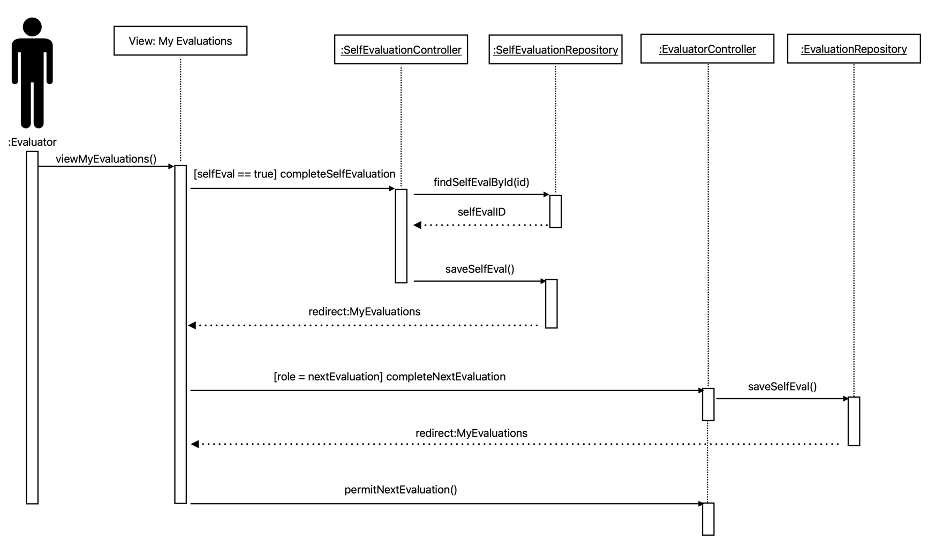 View: My Evaluations
:SelfEvaluationController
:SelfEvaluationRepository
:EvaluatorController
:EvaluationRepository
:Evaluator
viewMyEvaluations()
[selfEval == true] completeSelfEvaluation
findSelfEvalById(id)
selfEvalID
saveSelfEval()
redirect:MyEvaluations
[role = nextEvaluation] completeNextEvaluation
saveSelfEval()
redirect:MyEvaluations
permitNextEvaluation()